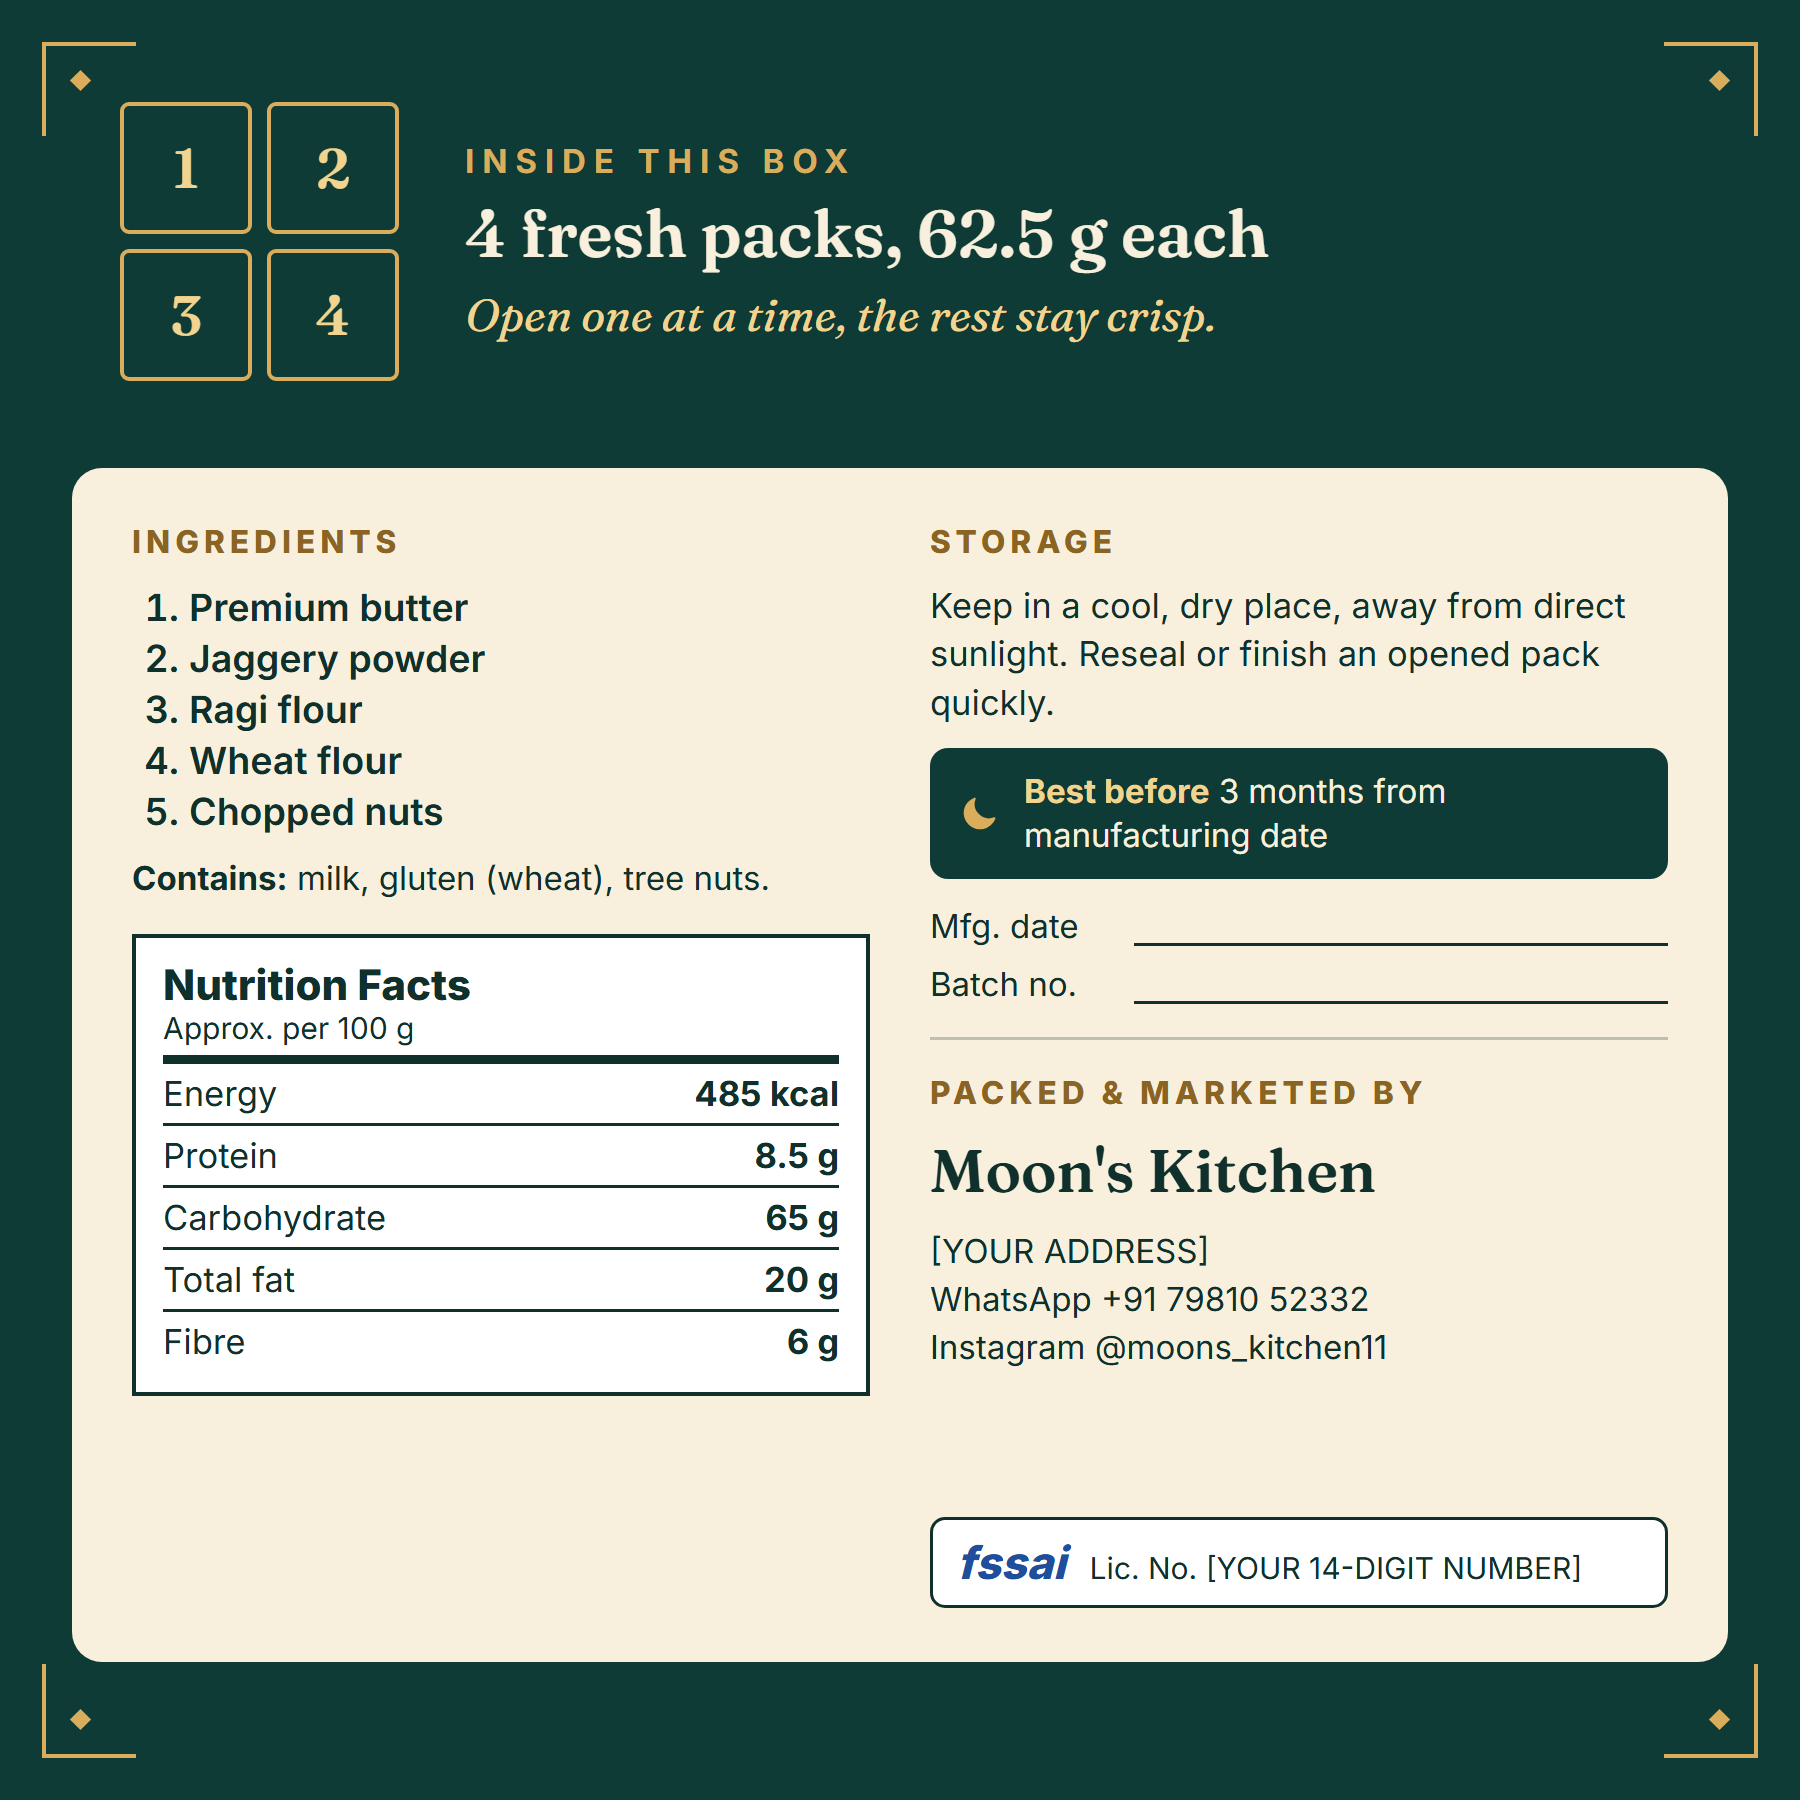 1 2
3 4
INSIDE THIS BOX
4 fresh packs, 62.5 g each
Open one at a time, the rest stay crisp.
INGREDIENTS
1. Premium butter
2. Jaggery powder
3. Ragi flour
4. Wheat flour
5. Chopped nuts
Contains: milk, gluten (wheat), tree nuts.
Nutrition Facts
Approx. per 100 g
Energy 485 kcal
Protein 8.5 g
Carbohydrate 65 g
Total fat 20 g
Fibre 6 g
STORAGE
Keep in a cool, dry place, away from direct
sunlight. Reseal or finish an opened pack
quickly.
Best before 3 months from
manufacturing date
Mfg. date
Batch no.
PACKED & MARKETED BY
Moon's Kitchen
[YOUR ADDRESS]
WhatsApp +91 79810 52332
Instagram @moons_kitchen11
fssai Lic. No. [YOUR 14-DIGIT NUMBER]